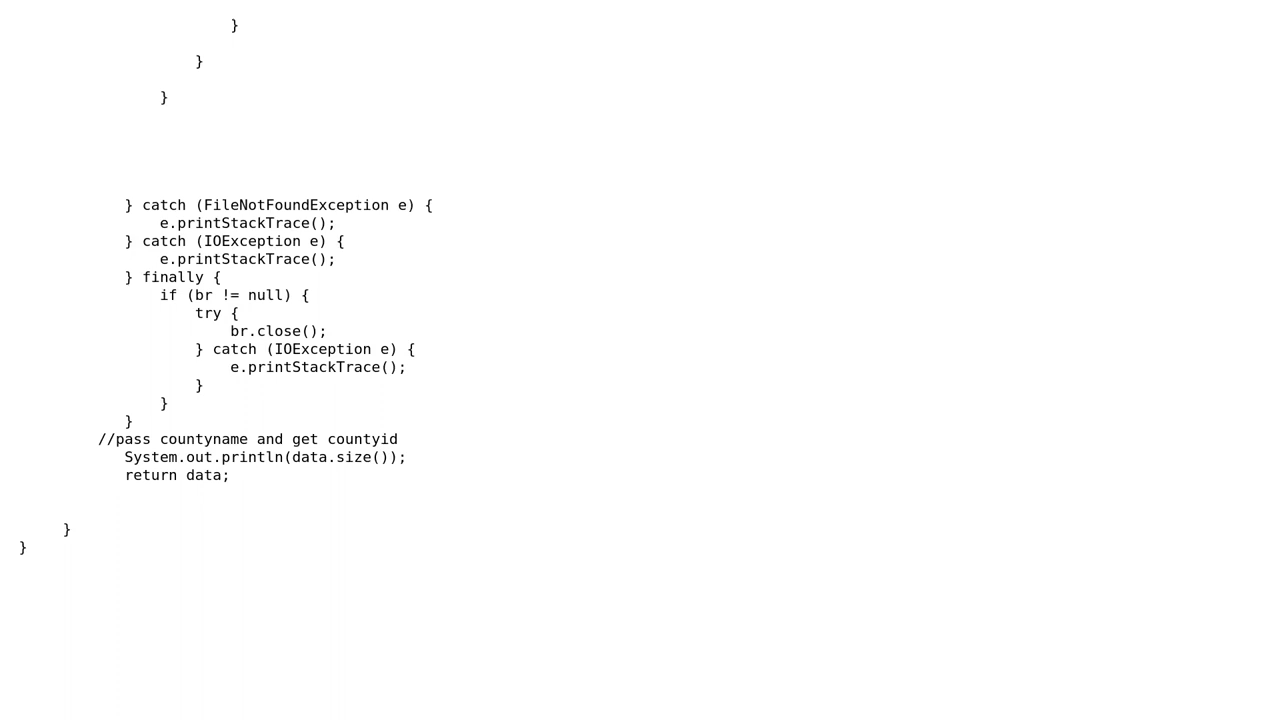 }
}
}
} catch (FileNotFoundException e) {
e.printStackTrace();
} catch (IOException e) {
e.printStackTrace();
} finally {
if (br != null) {
try {
br.close();
} catch (IOException e) {
e.printStackTrace();
}
}
}
//pass countyname and get countyid
System.out.println(data.size());
return data;
}
}